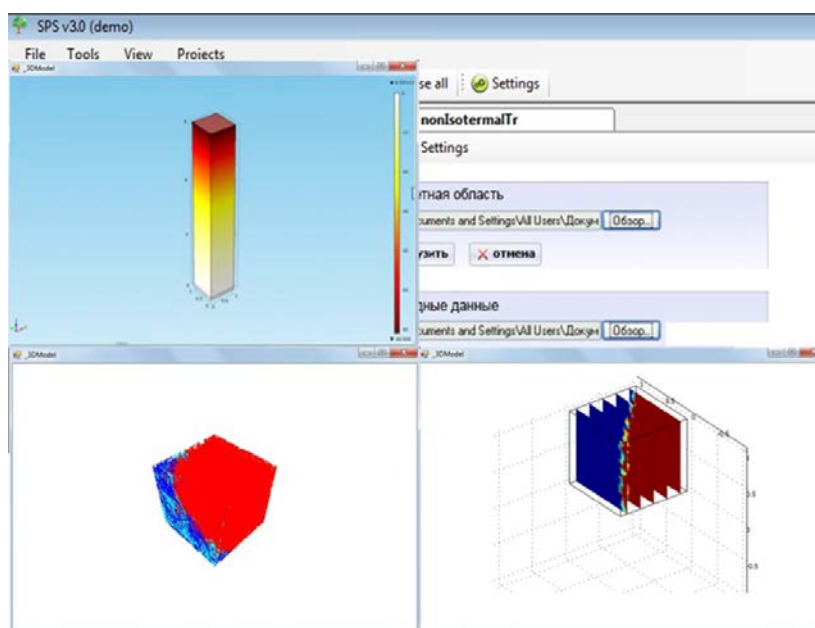 SPS v3.0 (demo)
File Tools View Projects
_3DModel
se all Settings
nonIsotermalTr
Settings
тная область
cuments and Settings\All Users\Докум Обзор...
узить отмена
дные данные
cuments and Settings\All Users\Докум Обзор...
_3DModel
_3DModel